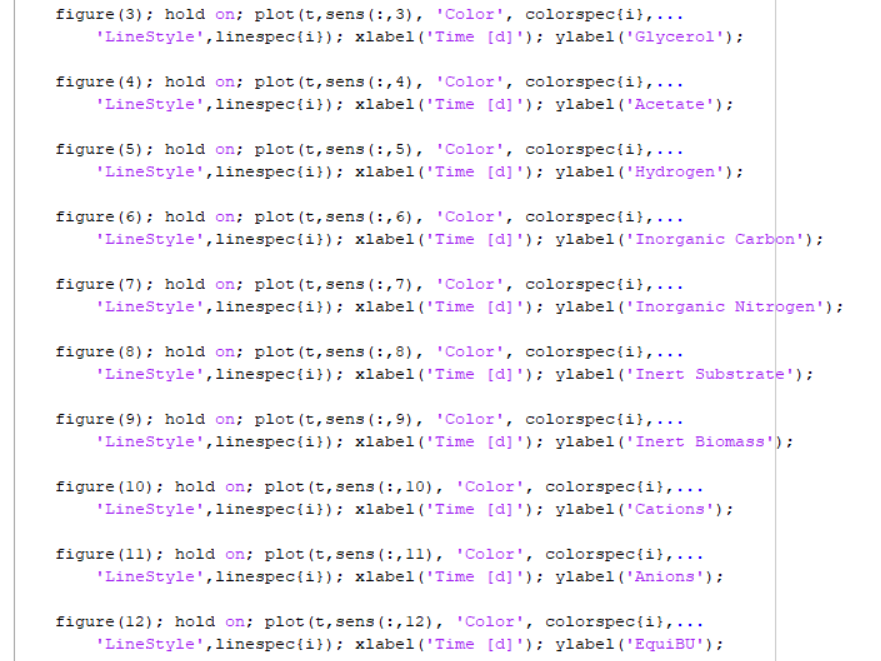 figure(3); hold on; plot(t,sens(:,3), 'Color', colorspec{i},...
'LineStyle',linespec{i}); xlabel('Time [d]'); ylabel('Glycerol');
figure(4); hold on; plot(t,sens(:,4), 'Color', colorspec{i},...
'LineStyle',linespec{i}); xlabel('Time [d]'); ylabel('Acetate');
figure(5); hold on; plot(t,sens(:,5), 'Color', colorspec{i},...
'LineStyle',linespec{i}); xlabel('Time [d]'); ylabel('Hydrogen');
figure(6); hold on; plot(t,sens(:,6), 'Color', colorspec{i},...
'LineStyle',linespec{i}); xlabel('Time [d]'); ylabel('Inorganic Carbon');
figure(7); hold on; plot(t,sens(:,7), 'Color', colorspec{i},...
'LineStyle',linespec{i}); xlabel('Time [d]'); ylabel('Inorganic Nitrogen');
figure(8); hold on; plot(t,sens(:,8), 'Color', colorspec{i},...
'LineStyle',linespec{i}); xlabel('Time [d]'); ylabel('Inert Substrate');
figure(9); hold on; plot(t,sens(:,9), 'Color', colorspec{i},...
'LineStyle',linespec{i}); xlabel('Time [d]'); ylabel('Inert Biomass');
figure(10); hold on; plot(t,sens(:,10), 'Color', colorspec{i},...
'LineStyle',linespec{i}); xlabel('Time [d]'); ylabel('Cations');
figure(11); hold on; plot(t,sens(:,11), 'Color', colorspec{i},...
'LineStyle',linespec{i}); xlabel('Time [d]'); ylabel('Anions');
figure(12); hold on; plot(t,sens(:,12), 'Color', colorspec{i},...
'LineStyle',linespec{i}); xlabel('Time [d]'); ylabel('EquiBU');